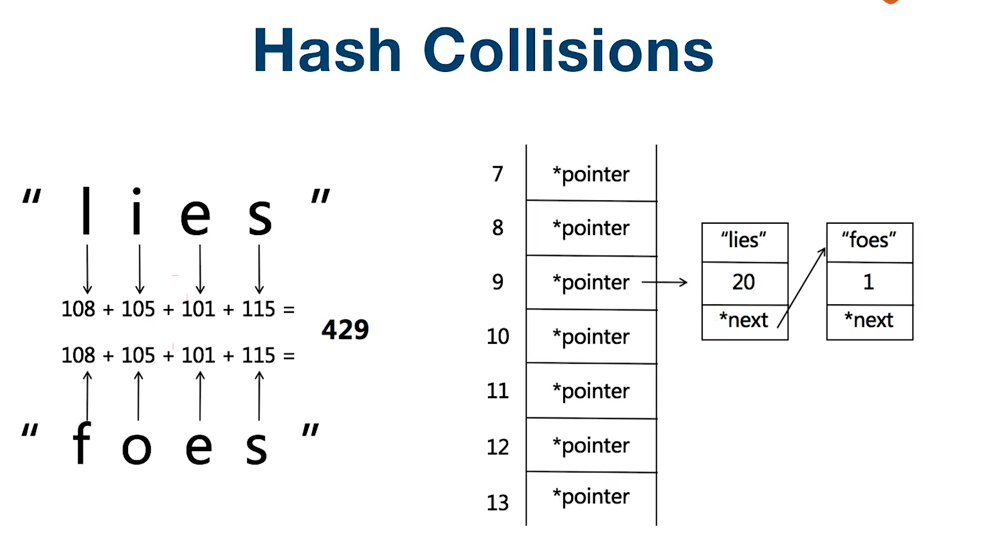 Hash Collisions
“ l i e s ”
108 + 105 + 101 + 115 =
429
108 + 105 + 101 + 115 =
“ f o e s ”
7 *pointer
8 *pointer
9 *pointer
10 *pointer
11 *pointer
12 *pointer
13 *pointer
“lies”
20
*next
“foes”
1
*next